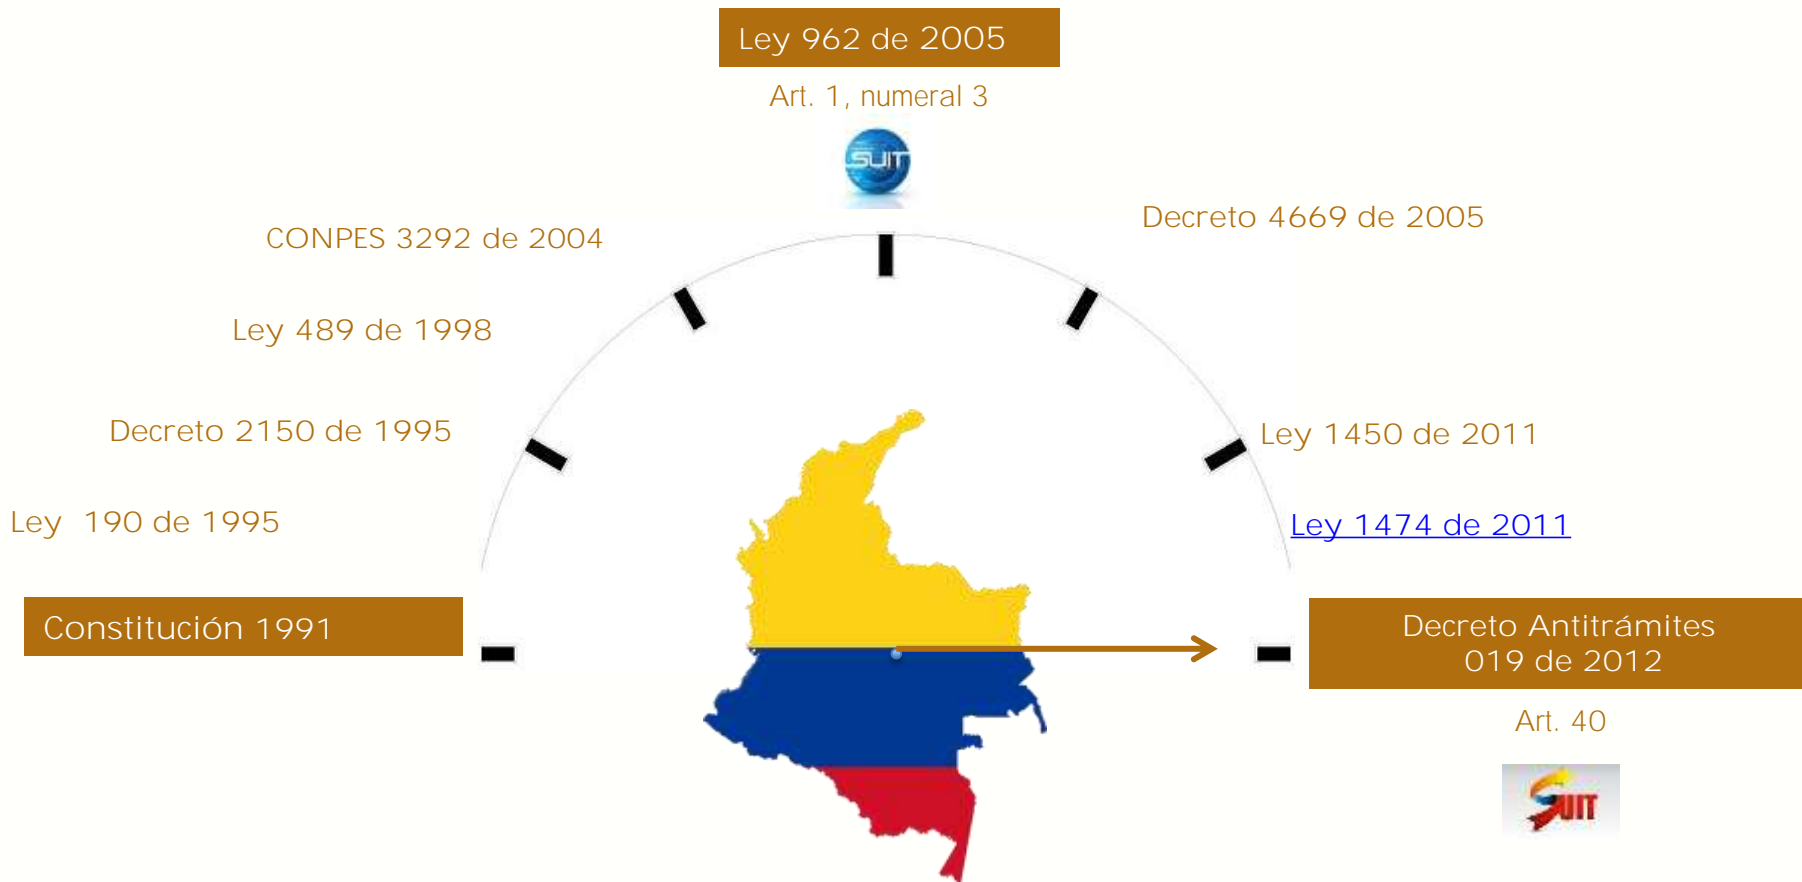 Ley 962 de 2005
Art. 1, numeral 3
SUIT
Decreto 4669 de 2005
CONPES 3292 de 2004
Ley 489 de 1998
Decreto 2150 de 1995
Ley 1450 de 2011
Ley 190 de 1995
Ley 1474 de 2011
Constitución 1991
Decreto Antitrámites
019 de 2012
Art. 40
SUIT